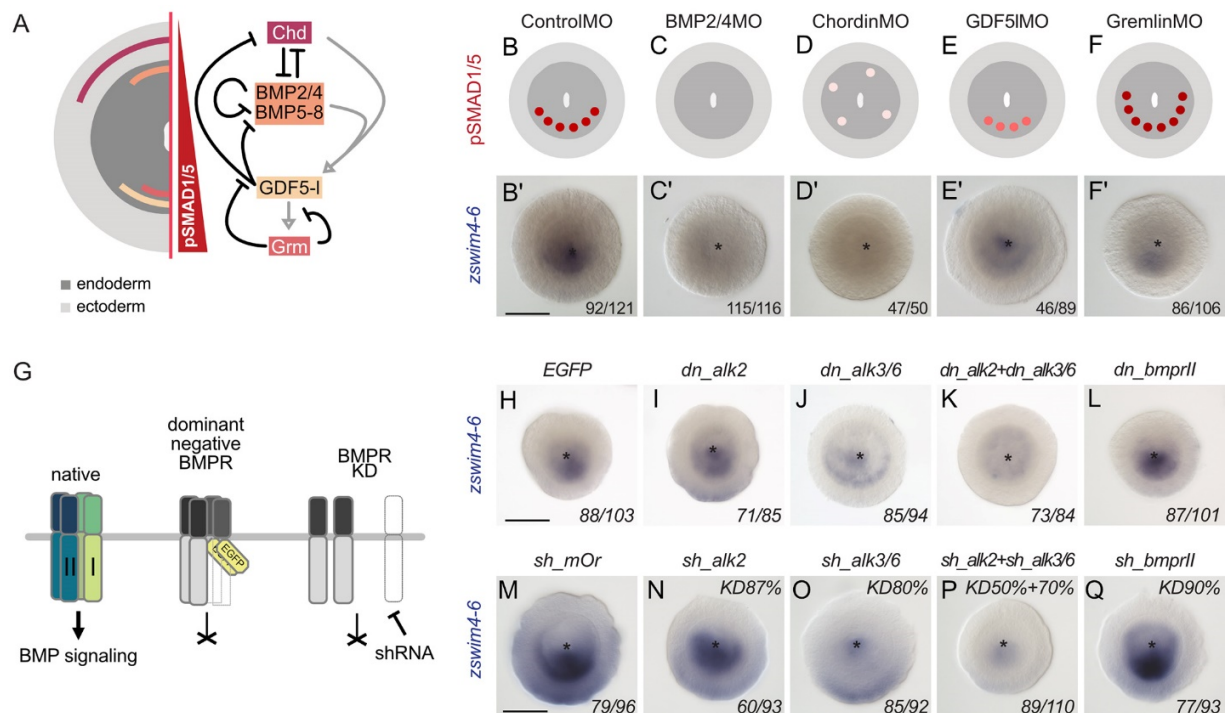 A
Chd
BMP2/4
BMP5-8
GDF5-l
Grm
pSMAD1/5
endoderm
ectoderm
ControlMO BMP2/4MO ChordinMO GDF5lMO GremlinMO
pSMAD1/5
B C D E F
zswim4-6
B' C' D' E' F'
* * * * *
92/121 115/116 47/50 46/89 86/106
G
native
dominant
negative
BMPR
BMPR
KD
II I
EGFP
BMP signaling
shRNA
EGFP dn_alk2 dn_alk3/6 dn_alk2+dn_alk3/6 dn_bmprII
zswim4-6
H I J K L
* * * * *
88/103 71/85 85/94 73/84 87/101
sh_mOr sh_alk2 sh_alk3/6 sh_alk2+sh_alk3/6 sh_bmprII
zswim4-6
M N KD87% O KD80% P KD50%+70% Q KD90%
* * * * *
79/96 60/93 85/92 89/110 77/93